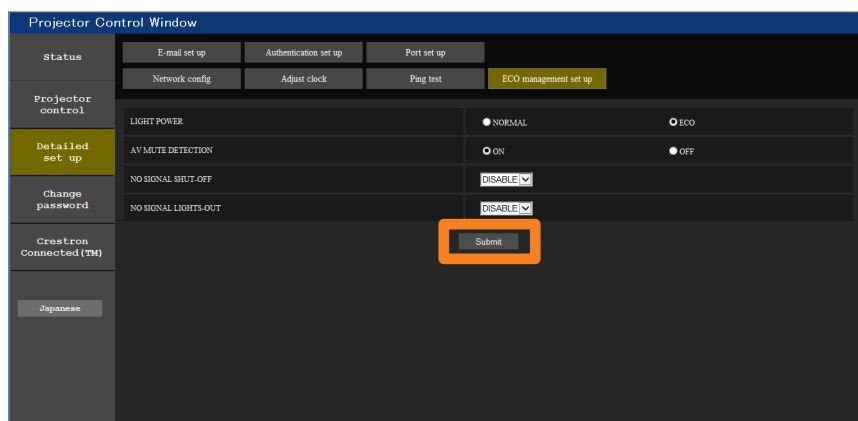 Projector Control Window
Status
E-mail set up
Authentication set up
Port set up
Network config
Adjust clock
Ping test
ECO management set up
Projector
control
Detailed
set up
Change
password
Crestron
Connected(TM)
Japanese
LIGHT POWER
NORMAL
ECO
AV MUTE DETECTION
ON
OFF
NO SIGNAL SHUT-OFF
DISABLE
NO SIGNAL LIGHTS-OUT
DISABLE
Submit